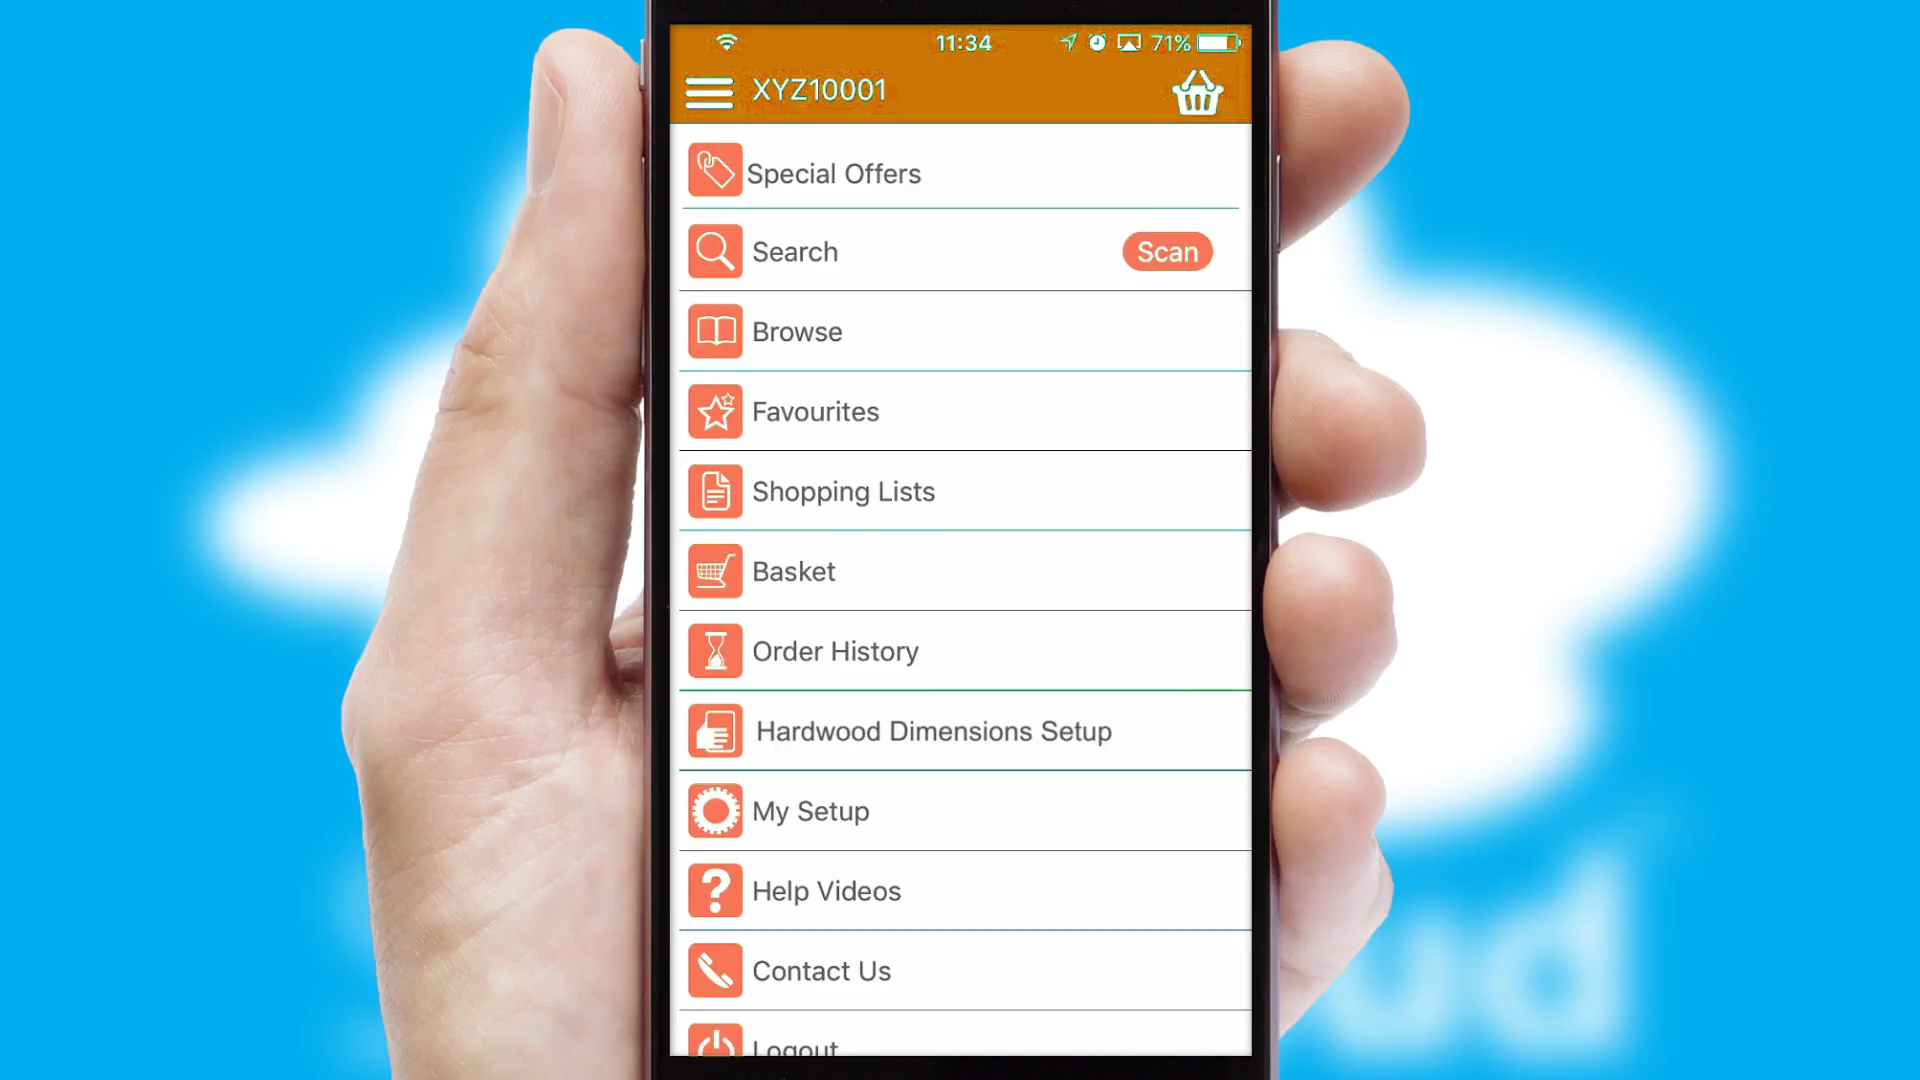 11:34 71%
XYZ10001
Special Offers
Search Scan
Browse
Favourites
Shopping Lists
Basket
Order History
Hardwood Dimensions Setup
My Setup
Help Videos
Contact Us
Logout